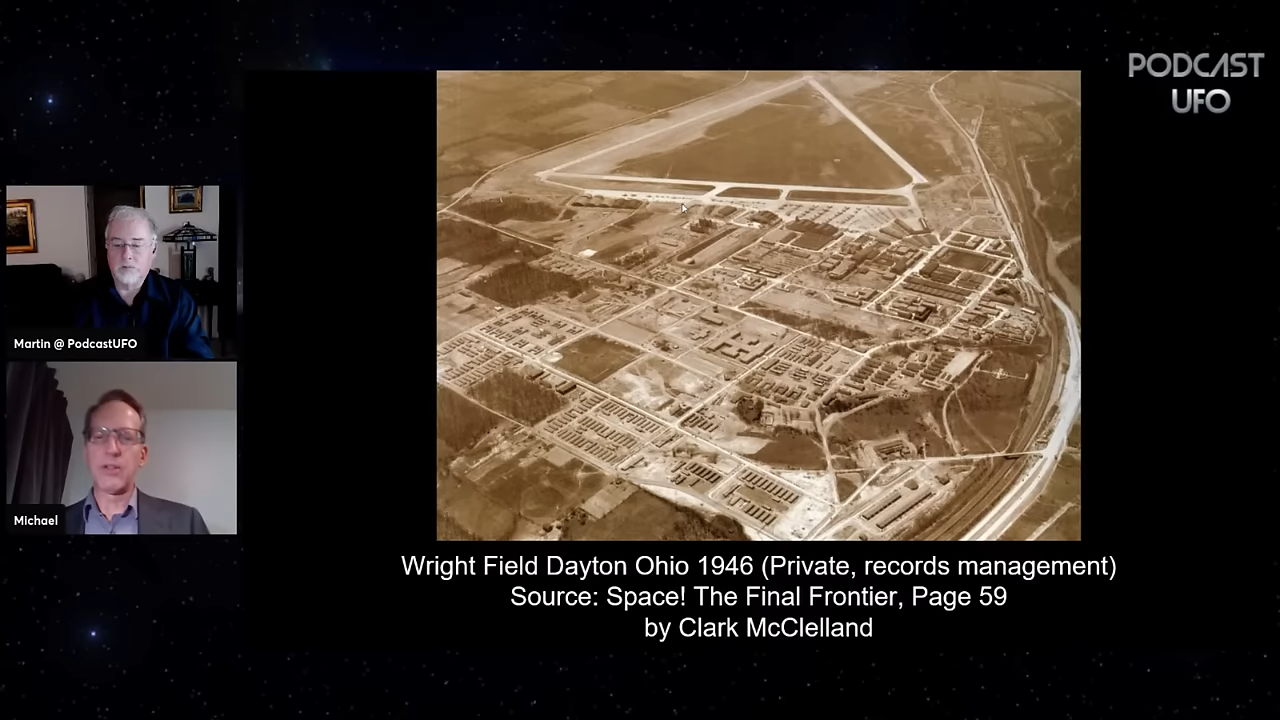 PODCAST
UFO
Martin @ PodcastUFO
Michael
Wright Field Dayton Ohio 1946 (Private, records management)
Source: Space! The Final Frontier, Page 59
by Clark McClelland